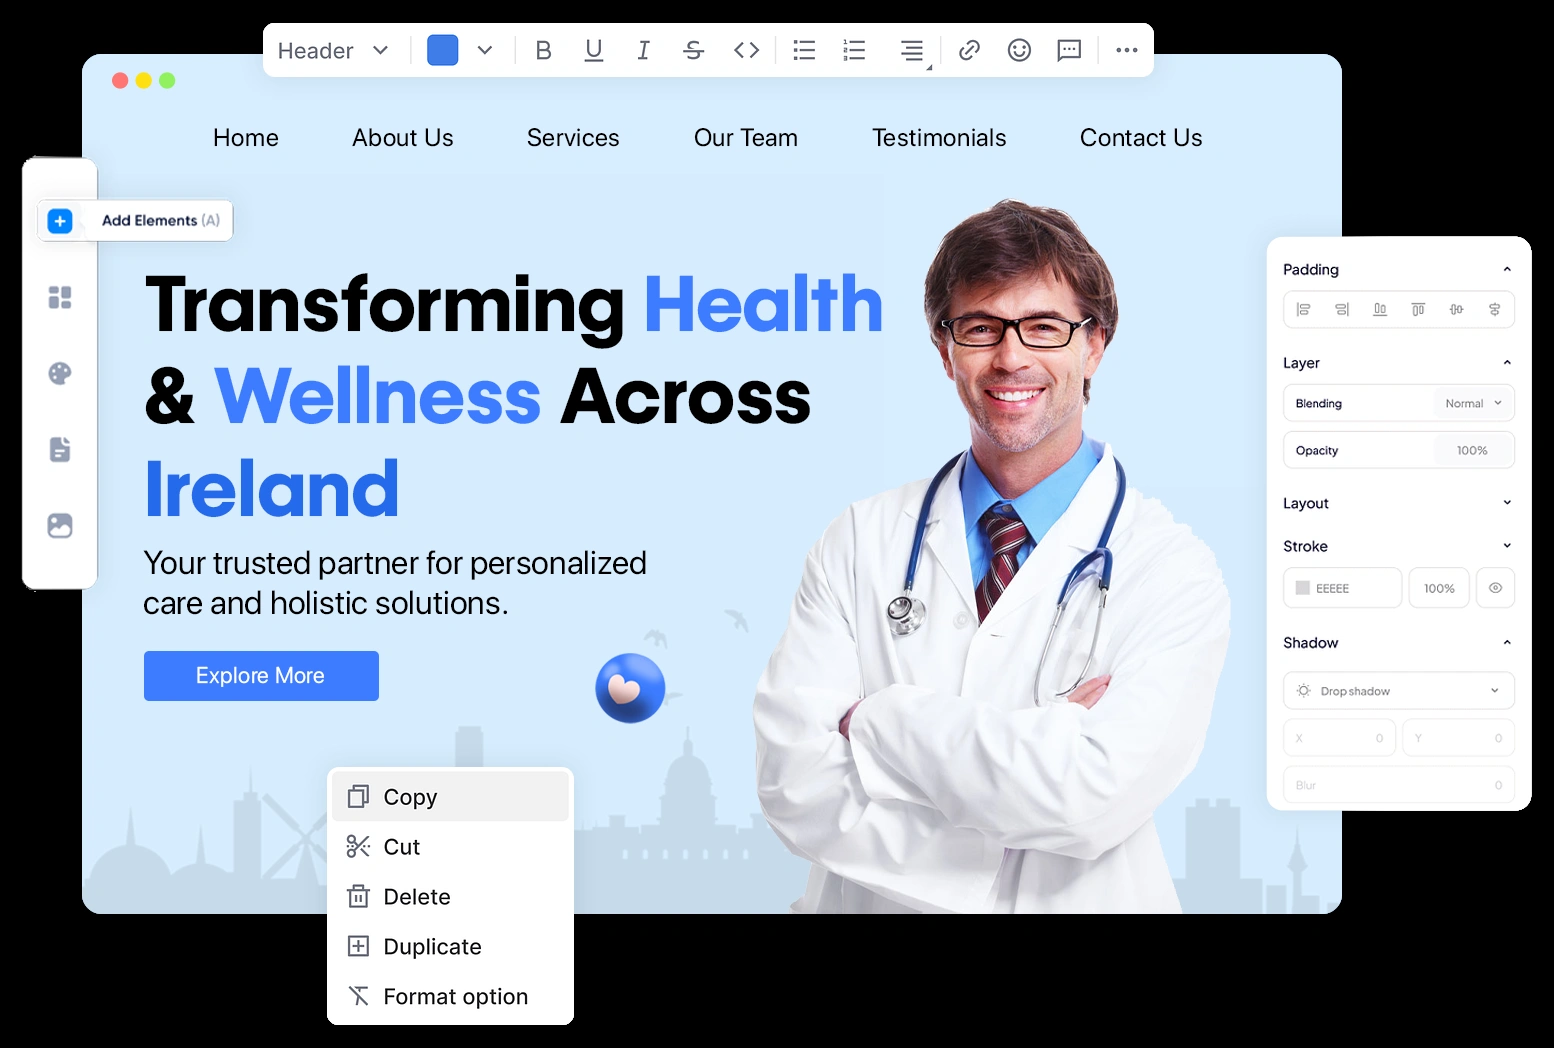 Header
Home About Us Services Our Team Testimonials Contact Us
Add Elements (A)
Transforming Health
& Wellness Across
Ireland
Your trusted partner for personalized
care and holistic solutions.
Explore More
Copy
Cut
Delete
Duplicate
Format option
Padding
Layer
Blending Normal
Opacity 100%
Layout
Stroke
EEEEE 100%
Shadow
Drop shadow
X 0 Y 0
Blur 0